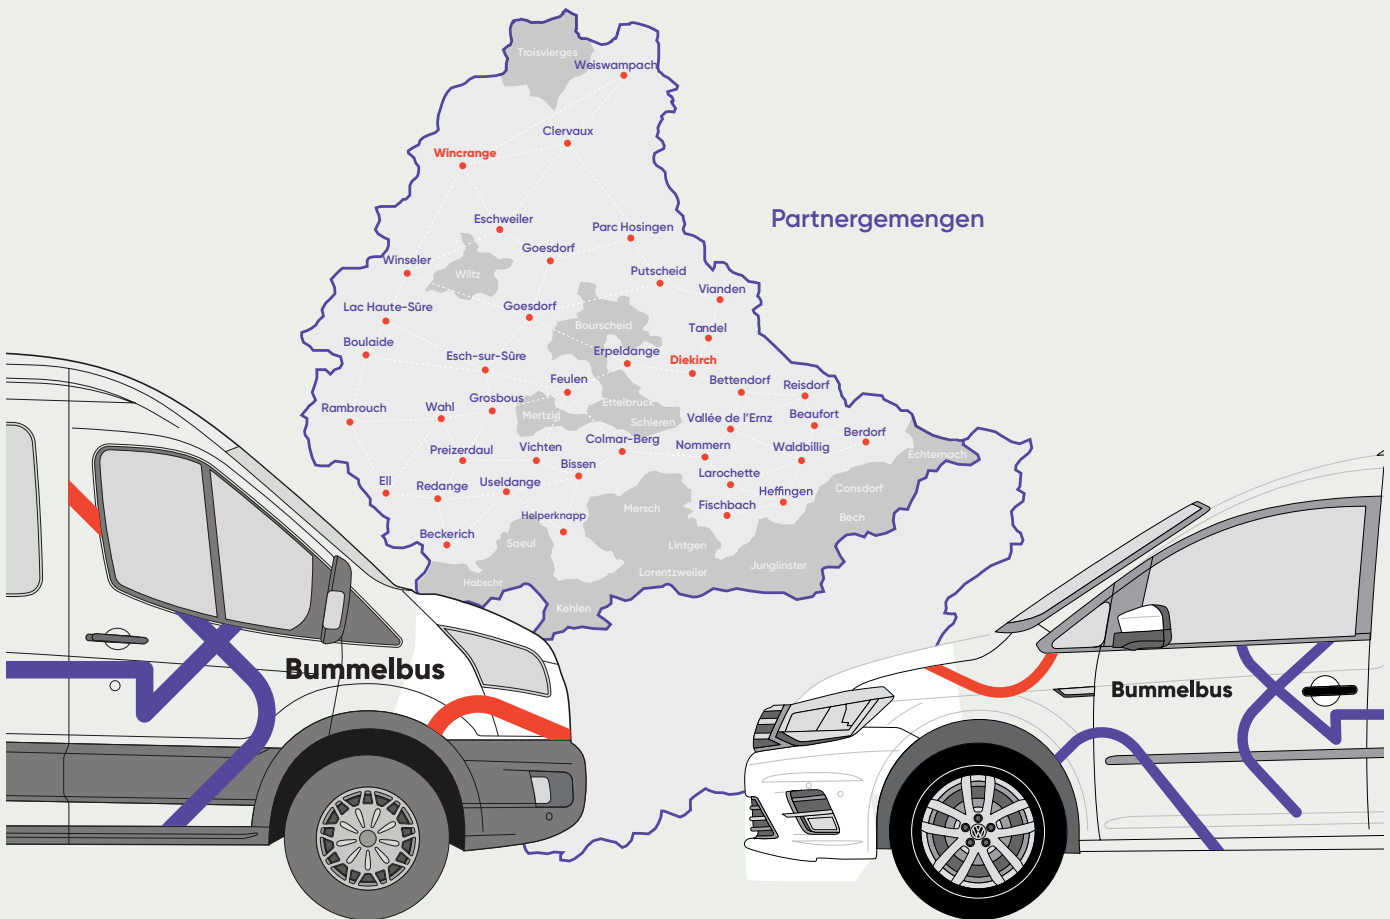 Troisvierges
Weiswampach
Clervaux
Wincrange
Partnergemengen
Eschweiler
Parc Hosingen
Goesdorf
Winseler
Wiltz
Putscheid
Vianden
Lac Haute-Sûre
Goesdorf
Bourscheid
Tandel
Boulaide
Esch-sur-Sûre
Erpeldange
Diekirch
Feulen
Bettendorf
Reisdorf
Grosbous
Ettelbruck
Rambrouch
Wahl
Mertzig
Schieren
Vallée de l'Ernz
Beaufort
Berdorf
Preizerdaul
Vichten
Colmar-Berg
Nommern
Waldbillig
Echternach
Bissen
Ell
Redange
Useldange
Larochette
Heffingen
Consdorf
Mersch
Fischbach
Helperknapp
Bech
Beckerich
Saeul
Lintgen
Junglinster
Lorentzweiler
Habscht
Kehlen
Bummelbus
Bummelbus